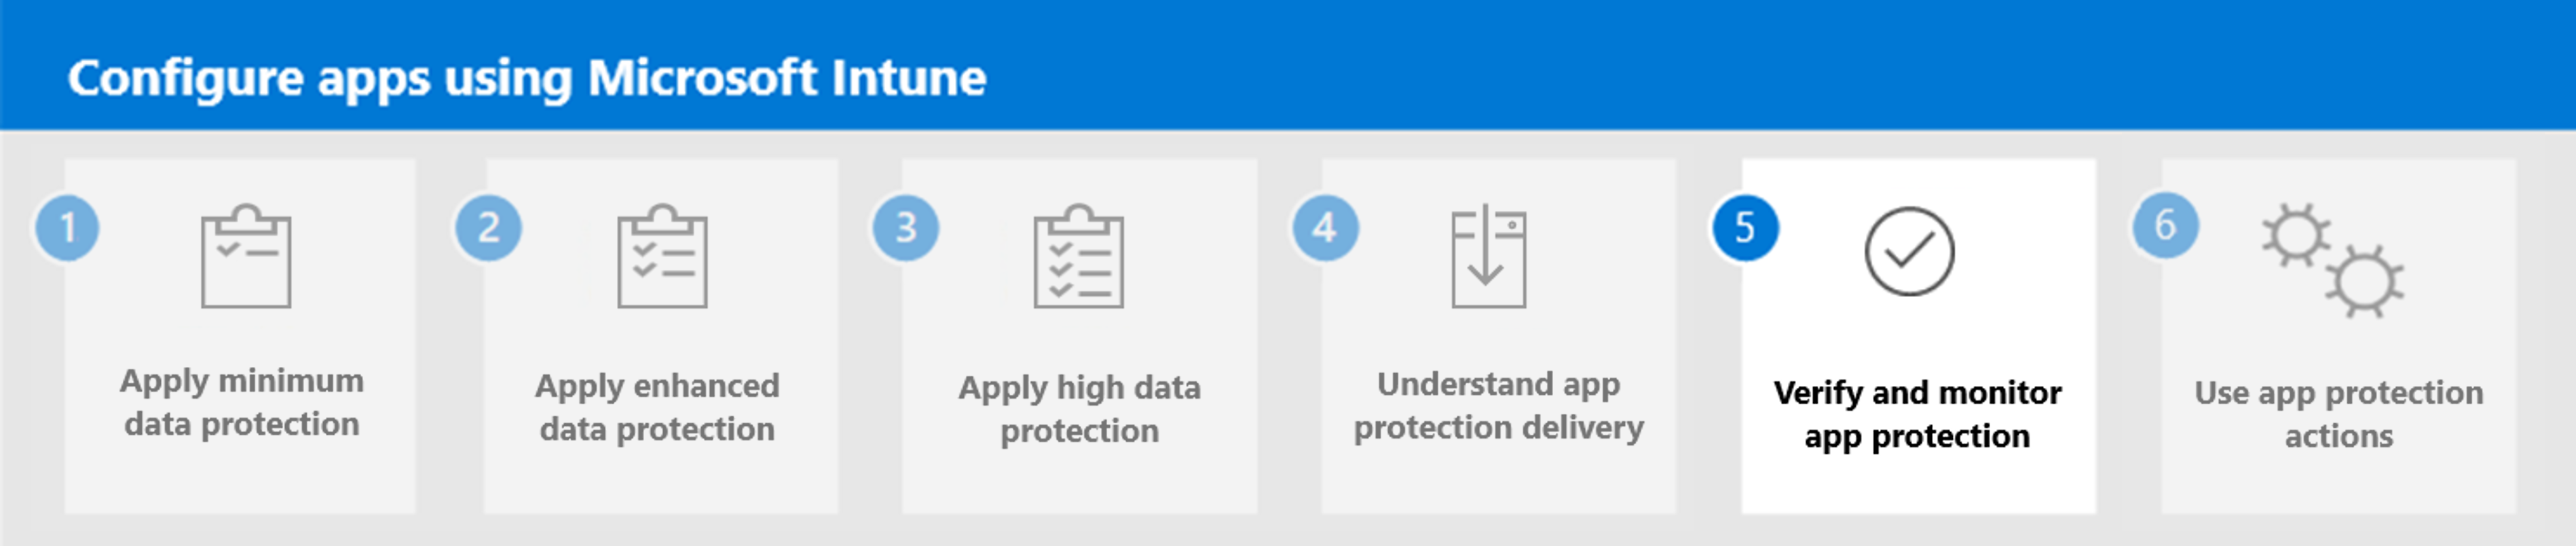 Configure apps using Microsoft Intune
1
Apply minimum
data protection
2
Apply enhanced
data protection
3
Apply high data
protection
4
Understand app
protection delivery
5
Verify and monitor
app protection
6
Use app protection
actions